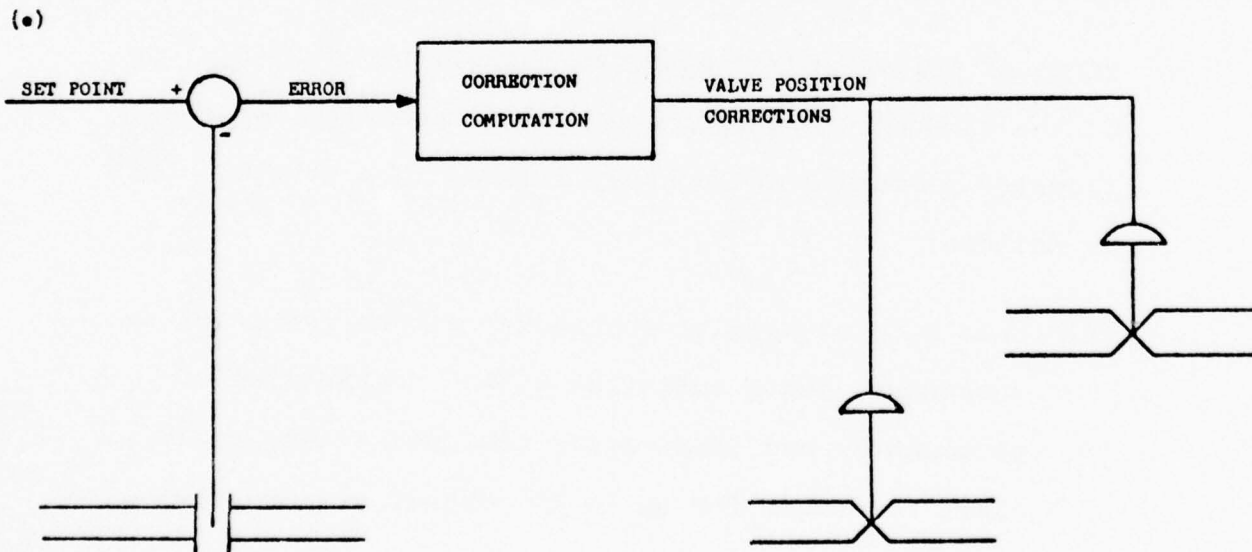 (e)
SET POINT
+
-
ERROR
CORRECTION
COMPUTATION
VALVE POSITION
CORRECTIONS